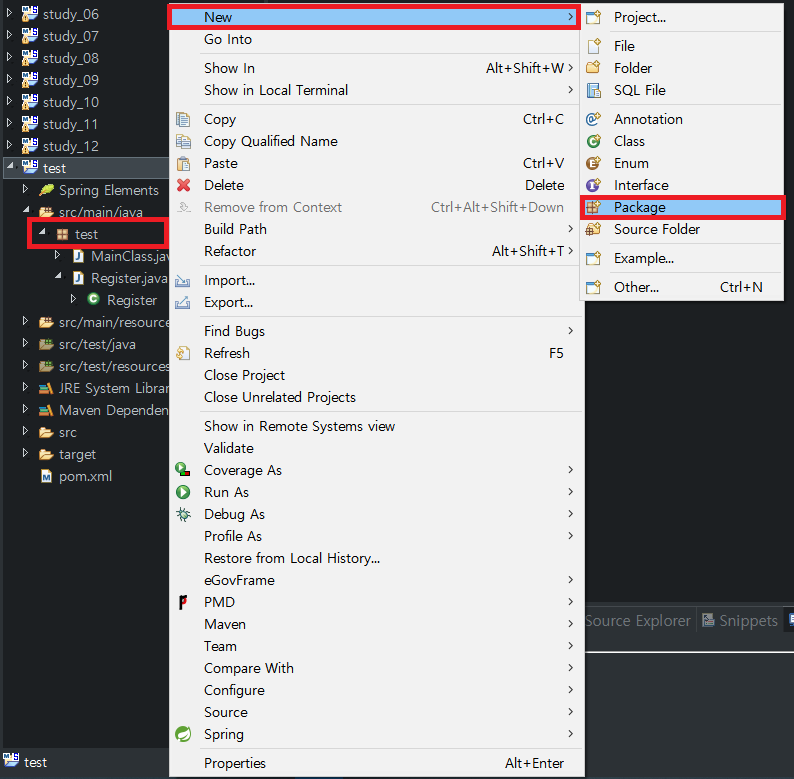 study_06
study_07
study_08
study_09
study_10
study_11
study_12
test
Spring Elements
src/main/java
test
MainClass.jav
Register.java
Register
src/main/resource
src/test/java
src/test/resources
JRE System Librar
Maven Dependen
src
target
pom.xml
test
New
Go Into
Show In Alt+Shift+W
Show in Local Terminal
Copy Ctrl+C
Copy Qualified Name
Paste Ctrl+V
Delete Delete
Remove from Context Ctrl+Alt+Shift+Down
Build Path
Refactor Alt+Shift+T
Import...
Export...
Find Bugs
Refresh F5
Close Project
Close Unrelated Projects
Show in Remote Systems view
Validate
Coverage As
Run As
Debug As
Profile As
Restore from Local History...
eGovFrame
PMD
Maven
Team
Compare With
Configure
Source
Spring
Properties Alt+Enter
Project...
File
Folder
SQL File
Annotation
Class
Enum
Interface
Package
Source Folder
Example...
Other... Ctrl+N
Source Explorer
Snippets